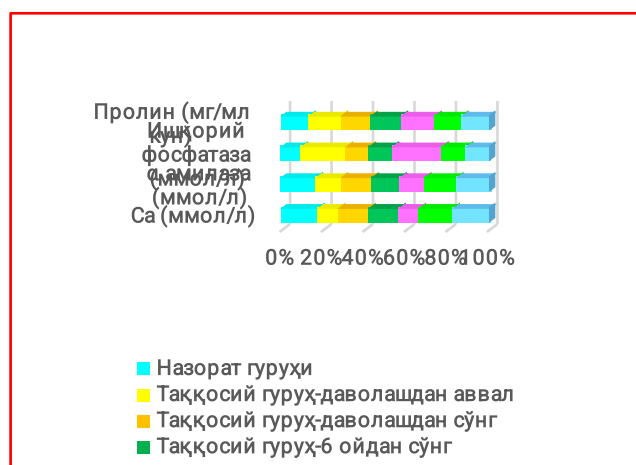 Пролин (мг/мл
кун)
Ишқорий
фосфатаза
(ммол/л)
α амилаза
(ммол/л)
Са (ммол/л)
0% 20% 40% 60% 80% 100%
Назорат гуруҳи
Таққосий гуруҳ-даволашдан аввал
Таққосий гуруҳ-даволашдан сўнг
Таққосий гуруҳ-6 ойдан сўнг